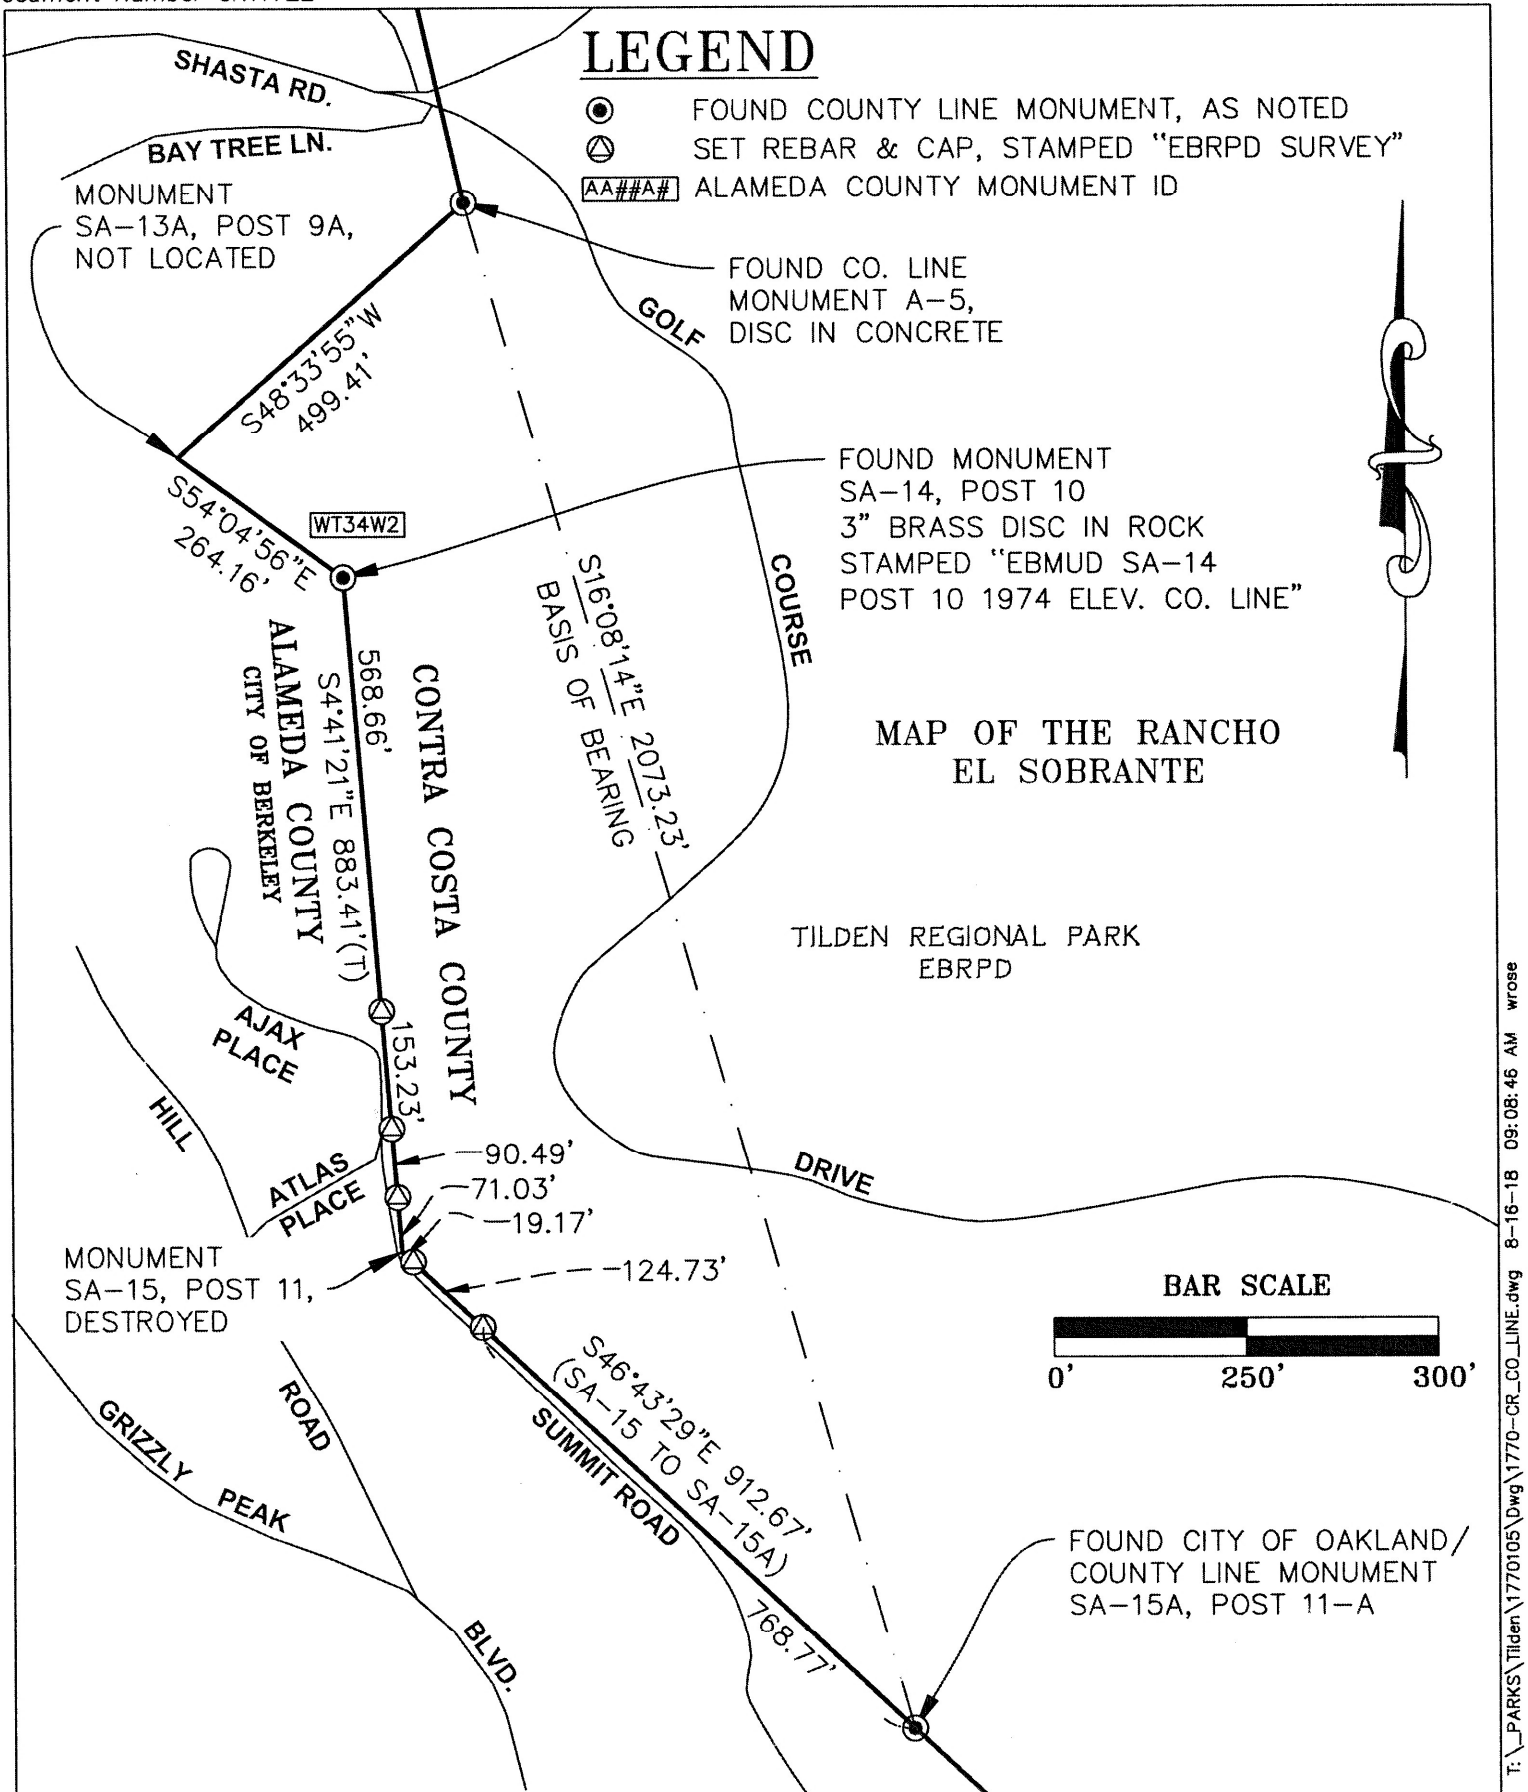 LEGEND
FOUND COUNTY LINE MONUMENT, AS NOTED
SET REBAR & CAP, STAMPED "EBRPD SURVEY"
AA##A# ALAMEDA COUNTY MONUMENT ID
SHASTA RD.
BAY TREE LN.
MONUMENT
SA-13A, POST 9A,
NOT LOCATED
FOUND CO. LINE
MONUMENT A-5,
DISC IN CONCRETE
GOLF
S48°33'55"W
499.41'
FOUND MONUMENT
SA-14, POST 10
3" BRASS DISC IN ROCK
STAMPED "EBMUD SA-14
POST 10 1974 ELEV. CO. LINE"
S54°04'56"E
264.16'
WT34W2
COURSE
S16°08'14"E 2073.23'
BASIS OF BEARING
568.66'
S4°41'21"E 883.41'(T)
ALAMEDA COUNTY
CITY OF BERKELEY
CONTRA COSTA COUNTY
MAP OF THE RANCHO
EL SOBRANTE
TILDEN REGIONAL PARK
EBRPD
AJAX
PLACE
153.23'
HILL
ATLAS
PLACE
90.49'
71.03'
19.17'
124.73'
DRIVE
MONUMENT
SA-15, POST 11,
DESTROYED
BAR SCALE
0' 250' 300'
ROAD
GRIZZLY
PEAK
BLVD.
S46°43'29"E 912.67'
(SA-15 TO SA-15A)
SUMMIT ROAD
768.77'
FOUND CITY OF OAKLAND/
COUNTY LINE MONUMENT
SA-15A, POST 11-A
T:\_PARKS\Tilden\1770105\Dwg\1770-CR_CO_LINE.dwg 8-16-18 09:08:46 AM wrose